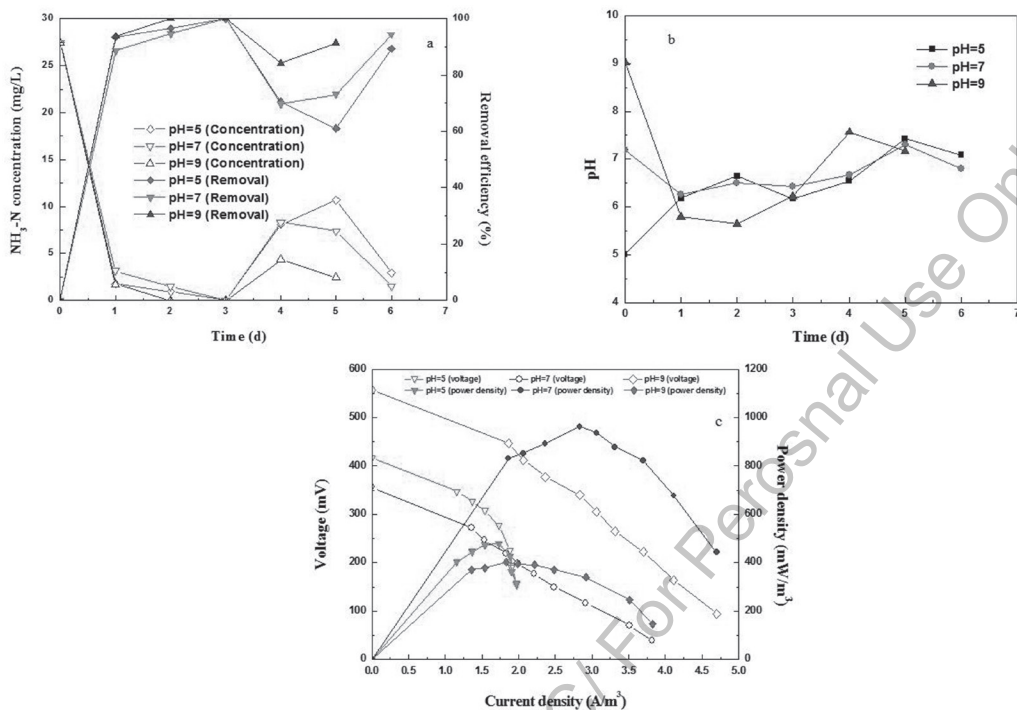 a
NH₃-N concentration (mg/L)
30
25
20
15
10
5
0
pH=5 (Concentration)
pH=7 (Concentration)
pH=9 (Concentration)
pH=5 (Removal)
pH=7 (Removal)
pH=9 (Removal)
100
80
60
40
20
0
Removal efficiency (%)
0 1 2 3 4 5 6 7
Time (d)
b
pH
10
9
8
7
6
5
4
pH=5
pH=7
pH=9
0 1 2 3 4 5 6 7
Time (d)
c
Voltage (mV)
600
500
400
300
200
100
0
pH=5 (voltage) pH=7 (voltage) pH=9 (voltage)
pH=5 (power density) pH=7 (power density) pH=9 (power density)
1200
1000
800
600
400
200
0
Power density (mW/m³)
0.0 0.5 1.0 1.5 2.0 2.5 3.0 3.5 4.0 4.5 5.0
Current density (A/m³)
/ For Perosnal Use Onl